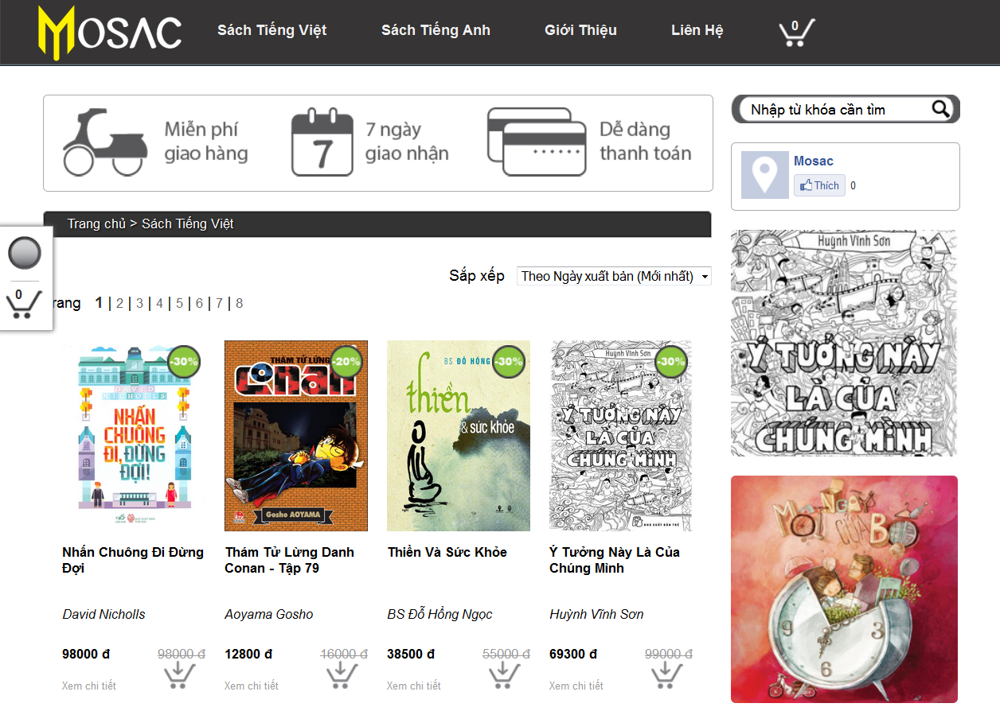 MOSAC
Sách Tiếng Việt
Sách Tiếng Anh
Giới Thiệu
Liên Hệ
0
Miễn phí
giao hàng
7
7 ngày
giao nhận
Dễ dàng
thanh toán
Nhập từ khóa cần tìm
Mosac
Thích 0
Trang chủ > Sách Tiếng Việt
0
Sắp xếp Theo Ngày xuất bản (Mới nhất)
rang 1 | 2 | 3 | 4 | 5 | 6 | 7 | 8
-30%
DAVID
NICHOLLS
NHẤN
CHUÔNG
ĐI, ĐỪNG
ĐỢI!
THÁM TỬ LỪNG
-20%
Conan
Gosho AOYAMA
BS ĐỖ HỒNG
-30%
thiền
& sức khỏe
Huỳnh Vĩnh Sơn
-30%
Ý TƯỞNG NÀY
LÀ CỦA
CHÚNG MÌNH
NHÀ XUẤT BẢN TRẺ
Nhấn Chuông Đi Đừng
Đợi
Thám Tử Lừng Danh
Conan - Tập 79
Thiền Và Sức Khỏe
Ý Tưởng Này Là Của
Chúng Mình
David Nicholls
Aoyama Gosho
BS Đỗ Hồng Ngọc
Huỳnh Vĩnh Sơn
98000 đ 98000 đ
12800 đ 16000 đ
38500 đ 55000 đ
69300 đ 99000 đ
Xem chi tiết
Xem chi tiết
Xem chi tiết
Xem chi tiết
Huỳnh Vĩnh Sơn
Ý TƯỞNG NÀY
LÀ CỦA
CHÚNG MÌNH
MỘT NGÀY
CỦA BỐ
9
3
6